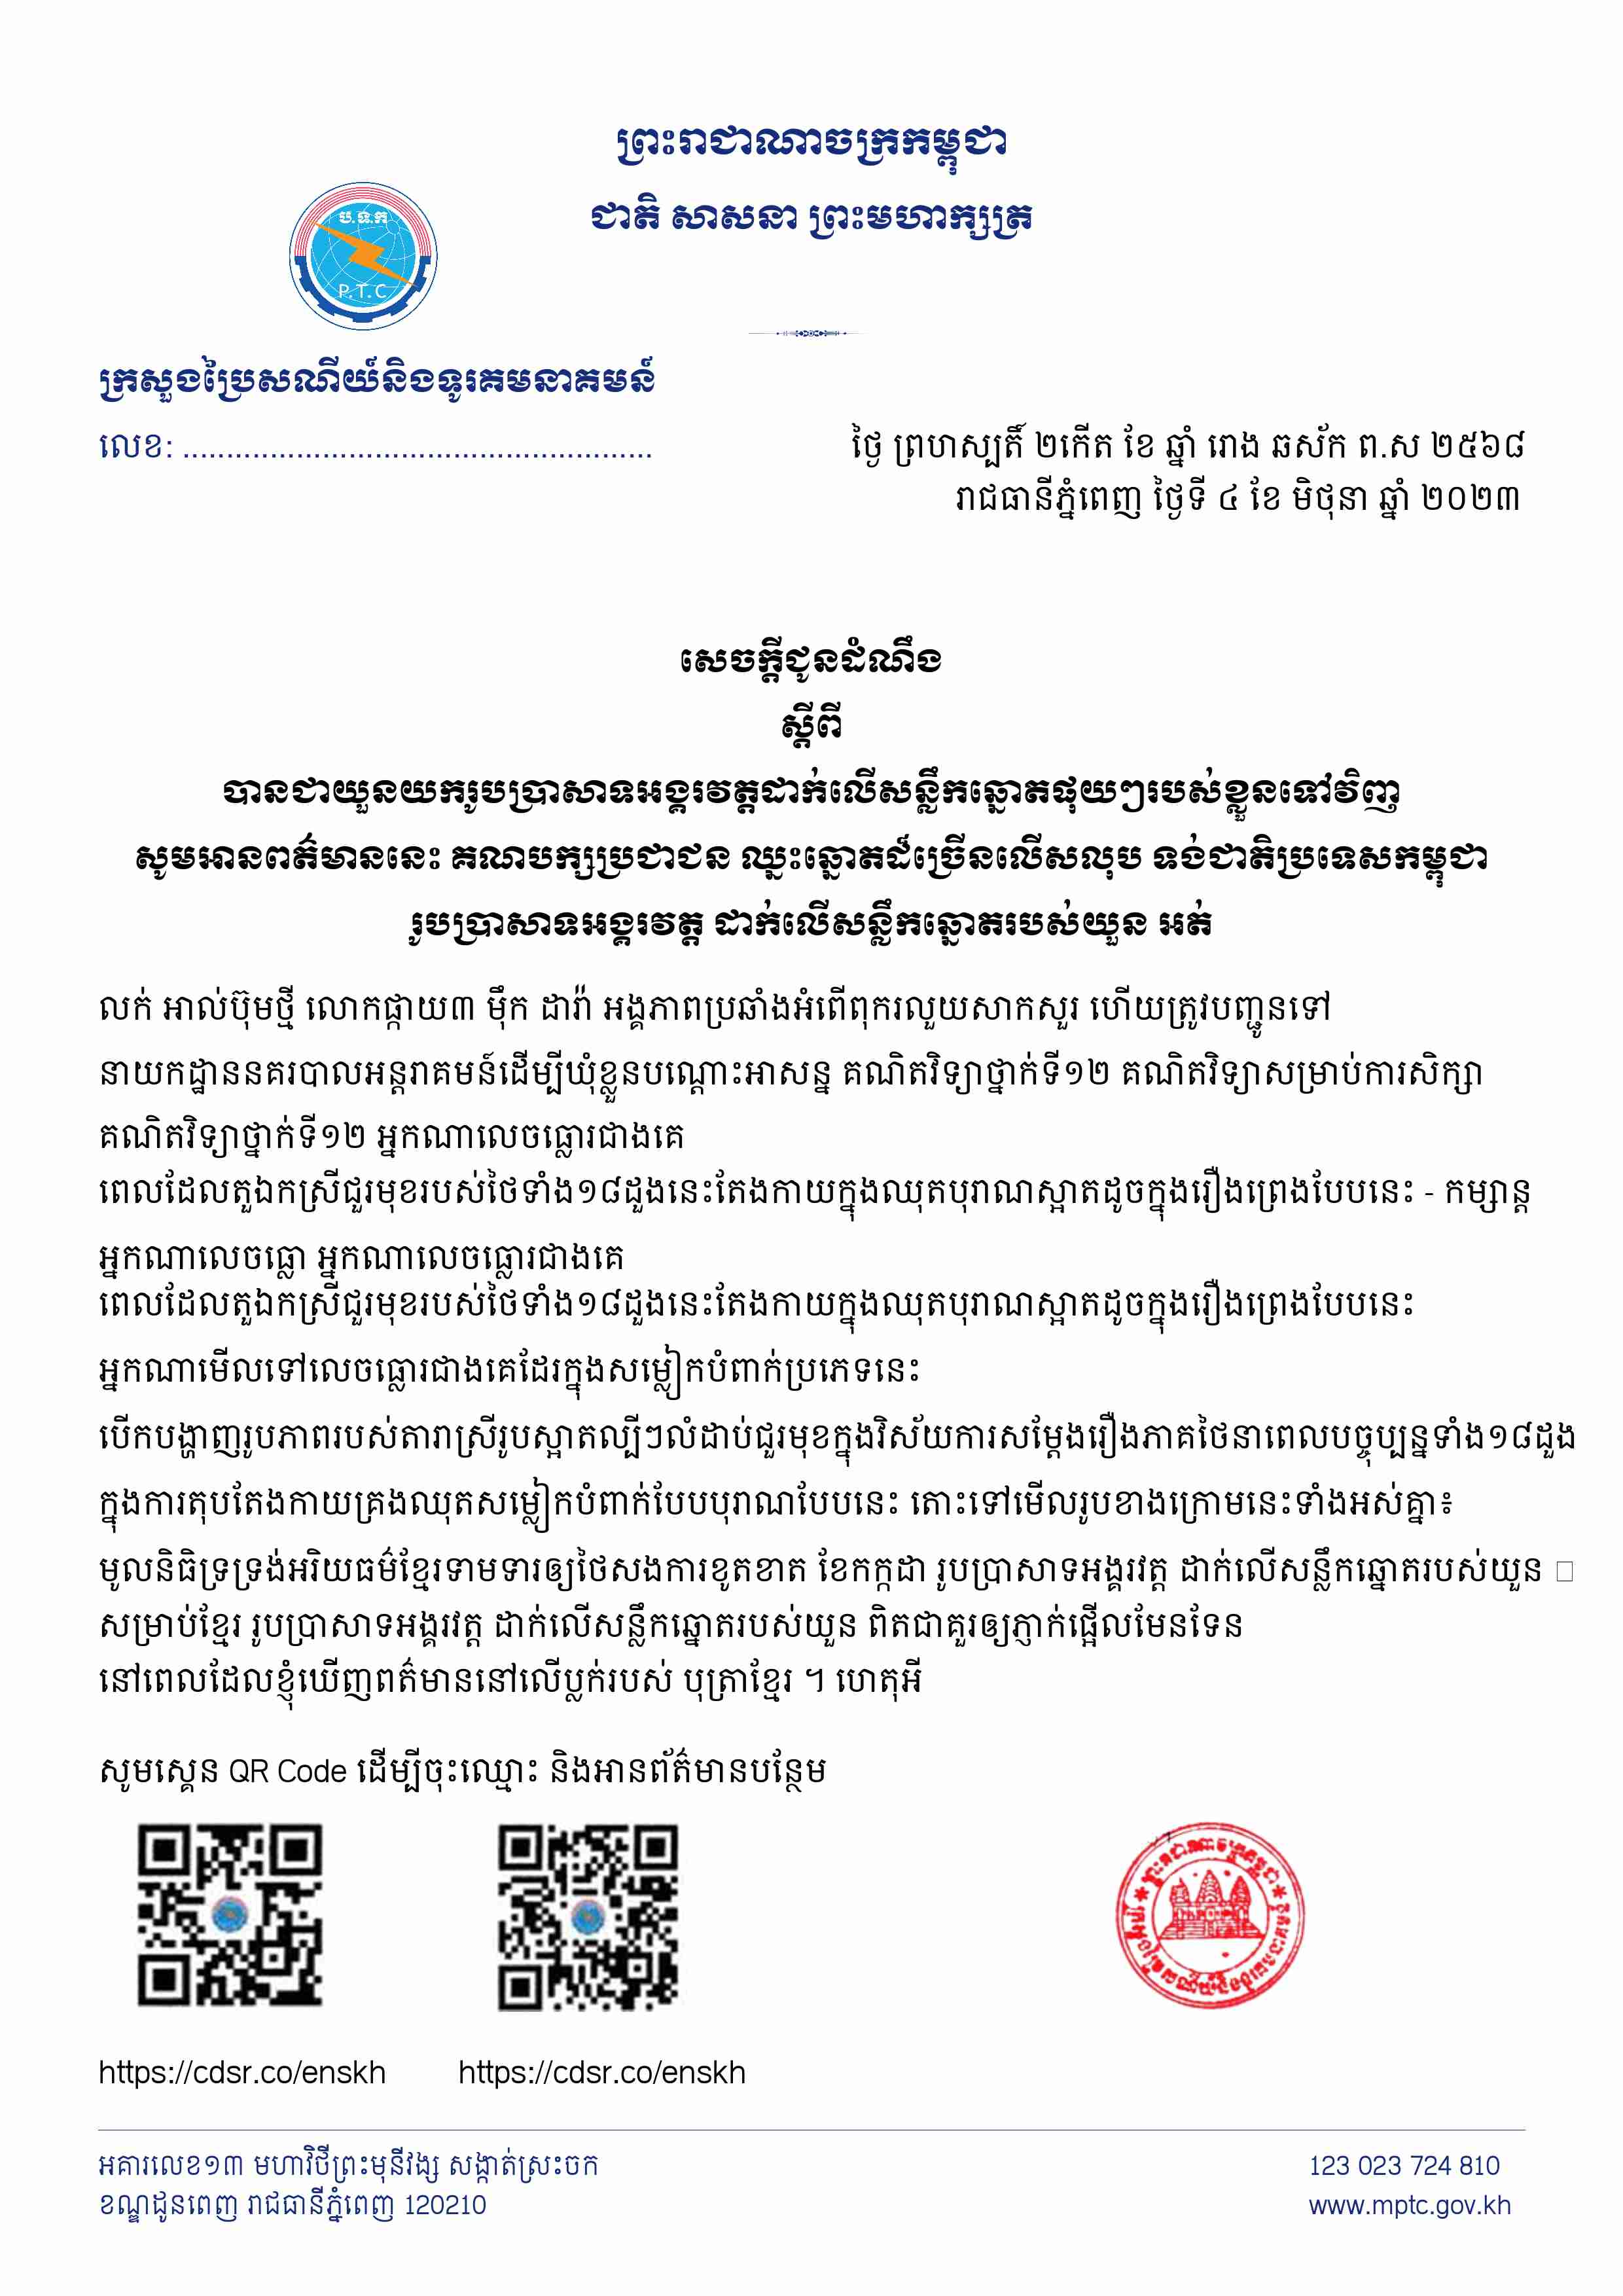 ព្រះរាជាណាចក្រកម្ពុជា
ជាតិ សាសនា ព្រះមហាក្សត្រ
ប.ទ.ក
P.T.C
ក្រសួងប្រៃសណីយ៍និងទូរគមនាគមន៍
លេខ: ......................................................
ថ្ងៃ ព្រហស្បតិ៍ ២កើត ខែ ឆ្នាំ រោង ឆស័ក ព.ស ២៥៦៨
រាជធានីភ្នំពេញ ថ្ងៃទី ៤ ខែ មិថុនា ឆ្នាំ ២០២៣
សេចក្តីជូនដំណឹង
ស្តីពី
បានជាយួនយករូបប្រាសាទអង្គរវត្តដាក់លើសន្លឹកឆ្នោតផុយៗរបស់ខ្លួនទៅវិញ
សូមអានពត៌មាននេះ គណបក្សប្រជាជន ឈ្នះឆ្នោតដ៏ច្រើនលើសលុប ទង់ជាតិប្រទេសកម្ពុជា
រូបប្រាសាទអង្គរវត្ត ដាក់លើសន្លឹកឆ្នោតរបស់យួន អត់
លក់ អាល់ប៊ុមថ្មី លោកផ្កាយ៣ ម៉ឹក ដារ៉ា អង្គភាពប្រឆាំងអំពើពុករលួយសាកសួរ ហើយត្រូវបញ្ជូនទៅ
នាយកដ្ឋាននគរបាលអន្តរាគមន៍ដើម្បីឃុំខ្លួនបណ្តោះអាសន្ន គណិតវិទ្យាថ្នាក់ទី១២ គណិតវិទ្យាសម្រាប់ការសិក្សា
គណិតវិទ្យាថ្នាក់ទី១២ អ្នកណាលេចធ្លោរជាងគេ
ពេលដែលតួឯកស្រីជួរមុខរបស់ថៃទាំង១៨ដួងនេះតែងកាយក្នុងឈុតបុរាណស្អាតដូចក្នុងរឿងព្រេងបែបនេះ - កម្សាន្ត
អ្នកណាលេចធ្លោ អ្នកណាលេចធ្លោរជាងគេ
ពេលដែលតួឯកស្រីជួរមុខរបស់ថៃទាំង១៨ដួងនេះតែងកាយក្នុងឈុតបុរាណស្អាតដូចក្នុងរឿងព្រេងបែបនេះ
អ្នកណាមើលទៅលេចធ្លោរជាងគេដែរក្នុងសម្លៀកបំពាក់ប្រភេទនេះ
បើកបង្ហាញរូបភាពរបស់តារាស្រីរូបស្អាតល្បីៗលំដាប់ជួរមុខក្នុងវិស័យការសម្តែងរឿងភាគថៃនាពេលបច្ចុប្បន្នទាំង១៨ដួង
ក្នុងការតុបតែងកាយគ្រងឈុតសម្លៀកបំពាក់បែបបុរាណបែបនេះ តោះទៅមើលរូបខាងក្រោមនេះទាំងអស់គ្នា៖
មូលនិធិទ្រទ្រង់អរិយធម៌ខ្មែរទាមទារឲ្យថៃសងការខូតខាត ខែកក្កដា រូបប្រាសាទអង្គរវត្ត ដាក់លើសន្លឹកឆ្នោតរបស់យួន
សម្រាប់ខ្មែរ រូបប្រាសាទអង្គរវត្ត ដាក់លើសន្លឹកឆ្នោតរបស់យួន ពិតជាគួរឲ្យភ្ញាក់ផ្អើលមែនទែន
នៅពេលដែលខ្ញុំឃើញពត៌មាននៅលើប្លក់របស់ បុត្រាខ្មែរ ។ ហេតុអី
សូមស្កេន QR Code ដើម្បីចុះឈ្មោះ និងអានព័ត៌មានបន្ថែម
ព្រះរាជាណាចក្រកម្ពុជា
https://cdsr.co/enskh https://cdsr.co/enskh
អគារលេខ១៣ មហាវិថីព្រះមុនីវង្ស សង្កាត់ស្រះចក
ខណ្ឌដូនពេញ រាជធានីភ្នំពេញ 120210
123 023 724 810
www.mptc.gov.kh